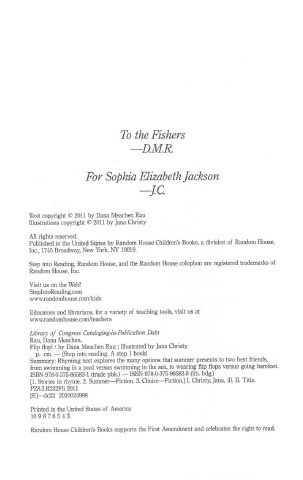 To the Fishers
—D.M.R.
For Sophia Elizabeth Jackson
—J.C.
Text copyright © 2011 by Dana Meachen Rau
Illustrations copyright © 2011 by Jana Christy
All rights reserved.
Published in the United States by Random House Children's Books, a division of Random House,
Inc., 1745 Broadway, New York, NY 10019.
Step into Reading, Random House, and the Random House colophon are registered trademarks of
Random House, Inc.
Visit us on the Web!
StepIntoReading.com
www.randomhouse.com/kids
Educators and librarians, for a variety of teaching tools, visit us at
www.randomhouse.com/teachers
Library of Congress Cataloging-in-Publication Data
Rau, Dana Meachen.
Flip flop! / by Dana Meachen Rau ; illustrated by Jana Christy.
p. cm. — (Step into reading. A step 1 book)
Summary: Rhyming text explores the many options that summer presents to two best friends,
from swimming in a pool versus swimming in the sea, to wearing flip flops versus going barefoot.
ISBN 978-0-375-86583-1 (trade pbk.) — ISBN 978-0-375-96583-8 (lib. bdg.)
[1. Stories in rhyme. 2. Summer—Fiction. 3. Choice—Fiction.] I. Christy, Jana, ill. II. Title.
PZ8.3.R232Fli 2011
[E]—dc22 2010024998
Printed in the United States of America
10 9 8 7 6 5 4 3
Random House Children's Books supports the First Amendment and celebrates the right to read.